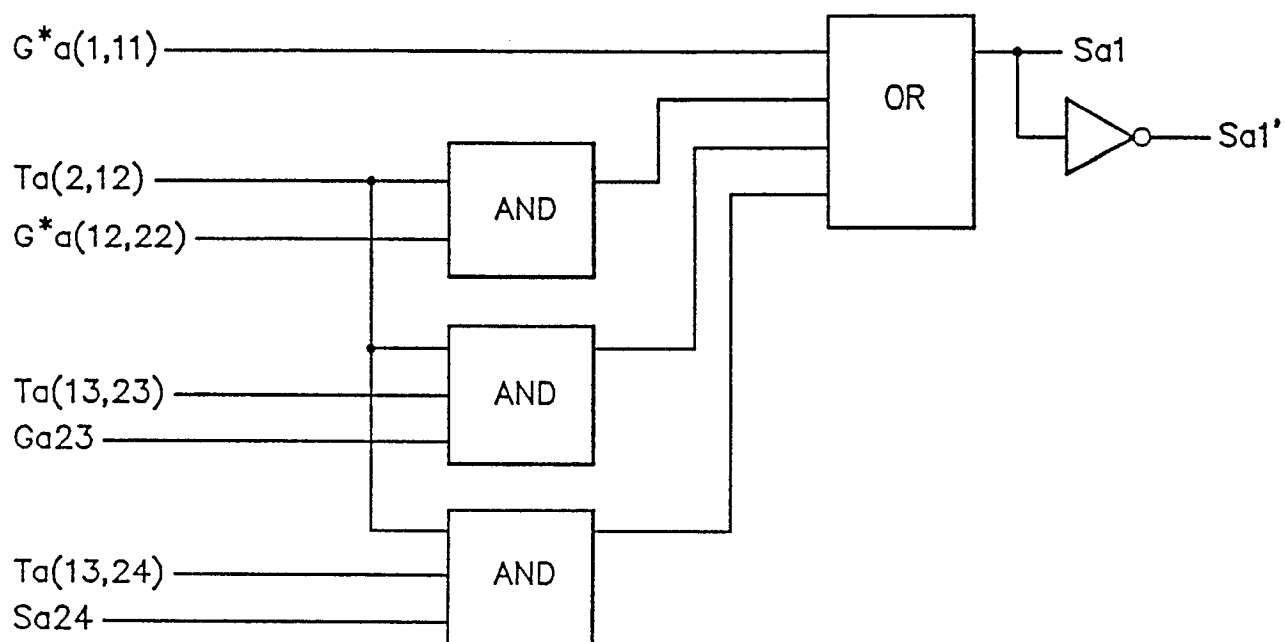 G*a(1,11)
OR
Sa1
Sa1'
Ta(2,12)
AND
G*a(12,22)
Ta(13,23)
AND
Ga23
Ta(13,24)
AND
Sa24